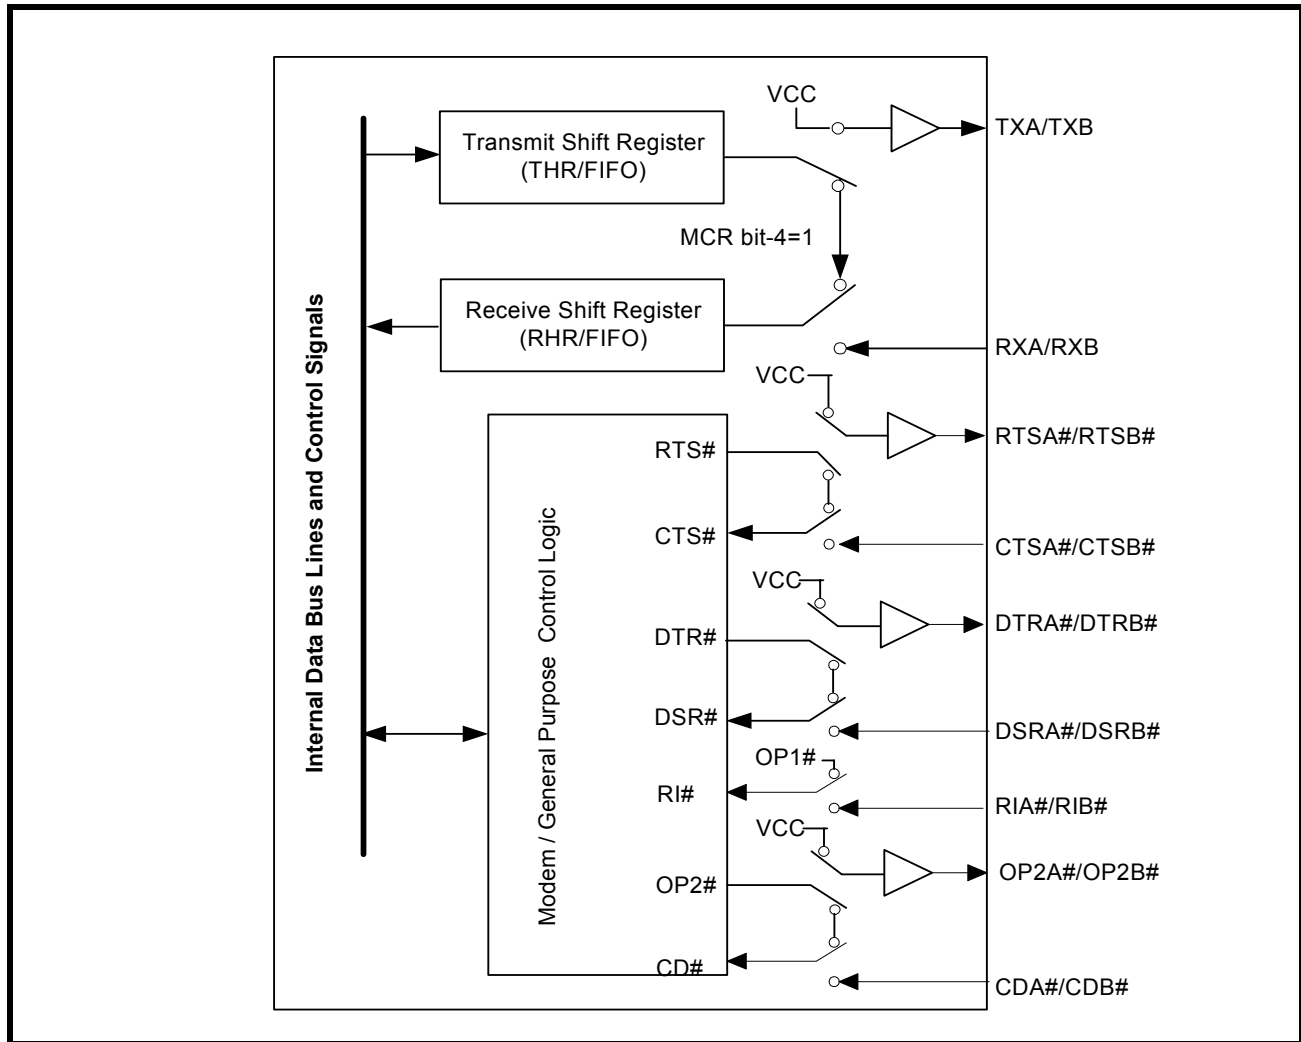 VCC
TXA/TXB
Transmit Shift Register
(THR/FIFO)
MCR bit-4=1
Receive Shift Register
(RHR/FIFO)
RXA/RXB
VCC
RTSA#/RTSB#
RTS#
CTS#
CTSA#/CTSB#
VCC
DTRA#/DTRB#
DTR#
DSR#
DSRA#/DSRB#
OP1#
RI#
RIA#/RIB#
VCC
OP2A#/OP2B#
OP2#
CD#
CDA#/CDB#
Internal Data Bus Lines and Control Signals
Modem / General Purpose Control Logic